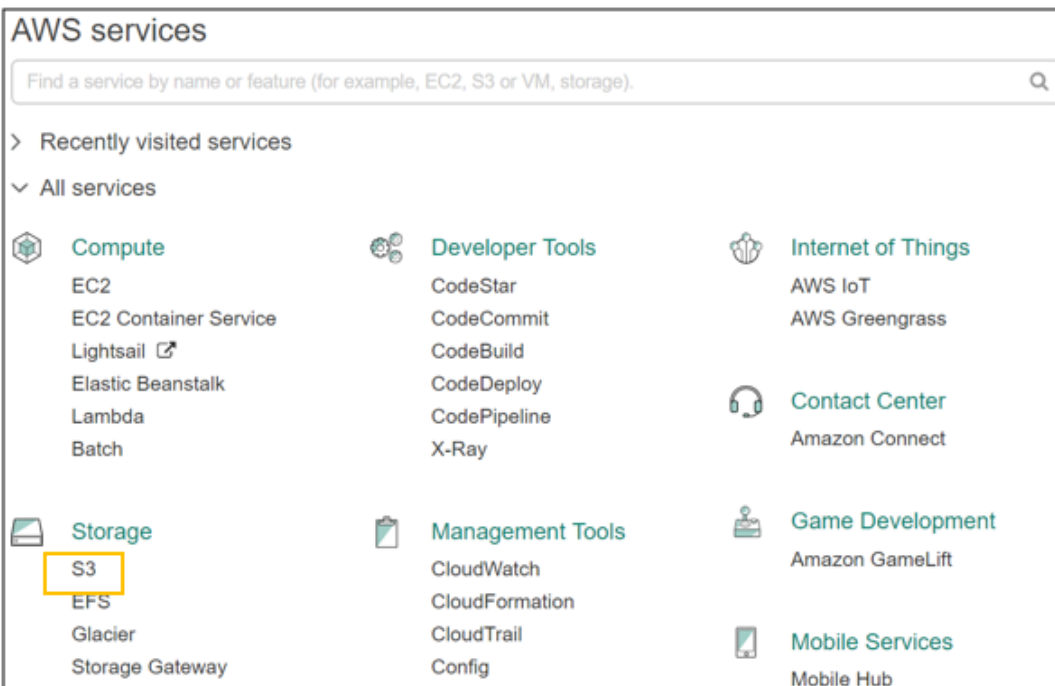 AWS services
Find a service by name or feature (for example, EC2, S3 or VM, storage).
Recently visited services
All services
Compute
EC2
EC2 Container Service
Lightsail
Elastic Beanstalk
Lambda
Batch
Storage
S3
EFS
Glacier
Storage Gateway
Developer Tools
CodeStar
CodeCommit
CodeBuild
CodeDeploy
CodePipeline
X-Ray
Management Tools
CloudWatch
CloudFormation
CloudTrail
Config
Internet of Things
AWS IoT
AWS Greengrass
Contact Center
Amazon Connect
Game Development
Amazon GameLift
Mobile Services
Mobile Hub